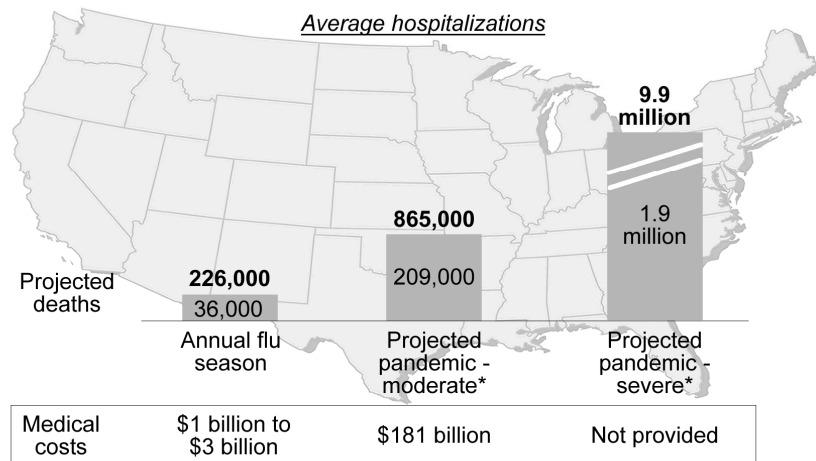 Average hospitalizations
9.9
million
865,000
226,000
1.9
million
209,000
36,000
Projected
deaths
Annual flu
season
Projected
pandemic -
moderate*
Projected
pandemic -
severe*
Medical
costs
$1 billion to
$3 billion
$181 billion
Not provided